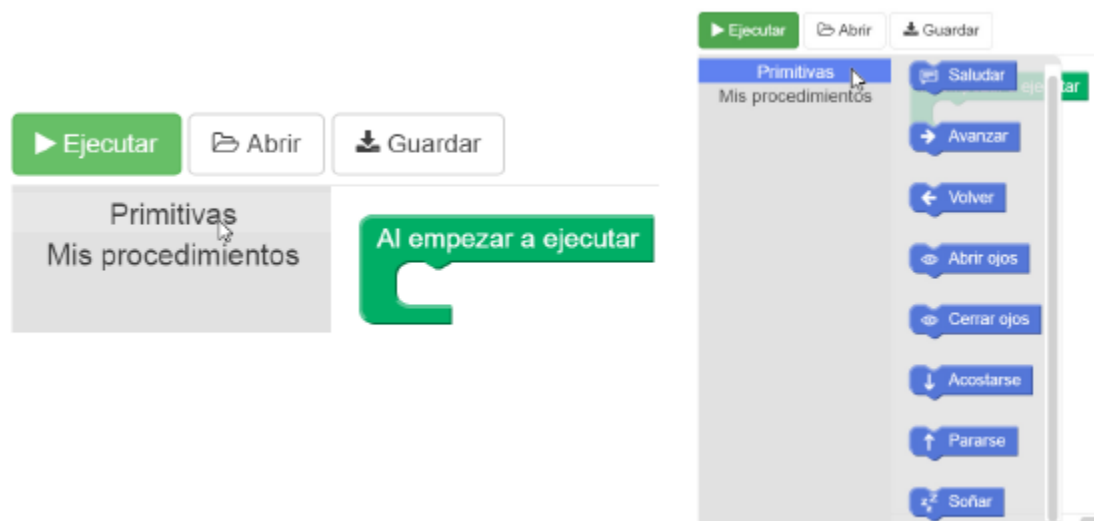 Ejecutar Abrir Guardar
Primitivas
Mis procedimientos
Al empezar a ejecutar
Ejecutar Abrir Guardar
Primitivas
Mis procedimientos
Saludar
Avanzar
Volver
Abrir ojos
Cerrar ojos
Acostarse
Pararse
Soñar